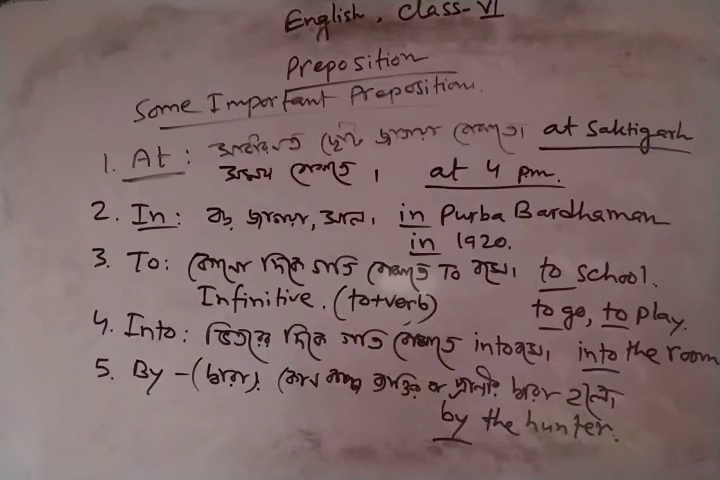 English, Class-VI
Preposition
Some Important Preposition.
1. At: ছোট জায়গা বোঝাতে। at Saktigarh
সময় বোঝাতে। at 4 pm.
2. In: বড় জায়গা, সাল। in Purba Bardhaman
in 1920.
3. To: কোনো দিকে গতি বোঝাতে To হয়। to school.
Infinitive. (to+verb) to go, to play.
4. Into: ভিতরের দিকে গতি বোঝাতে into হয়। into the room
5. By -(দ্বারা). কোন কাজ ব্যক্তি বা প্রাণীর দ্বারা হলে।
by the hunter.